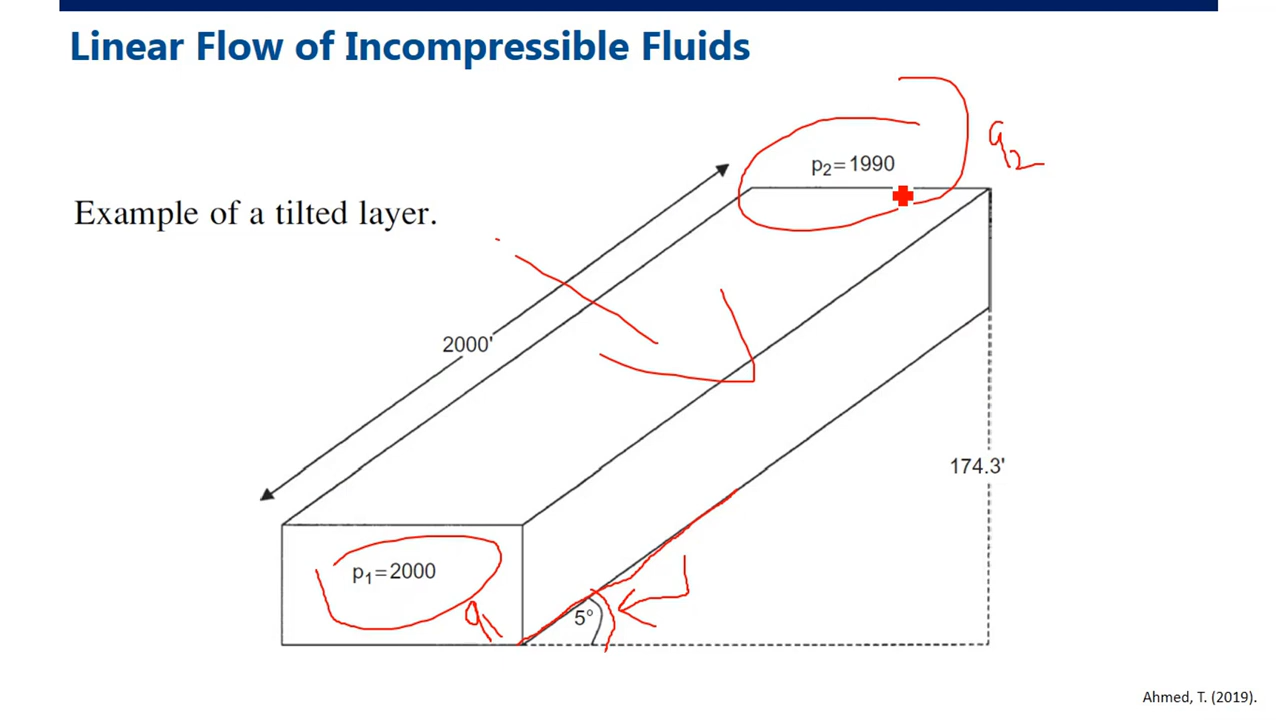 Linear Flow of Incompressible Fluids
q2
p₂=1990
Example of a tilted layer.
2000'
174.3'
p₁=2000
q1
5°
Ahmed, T. (2019).